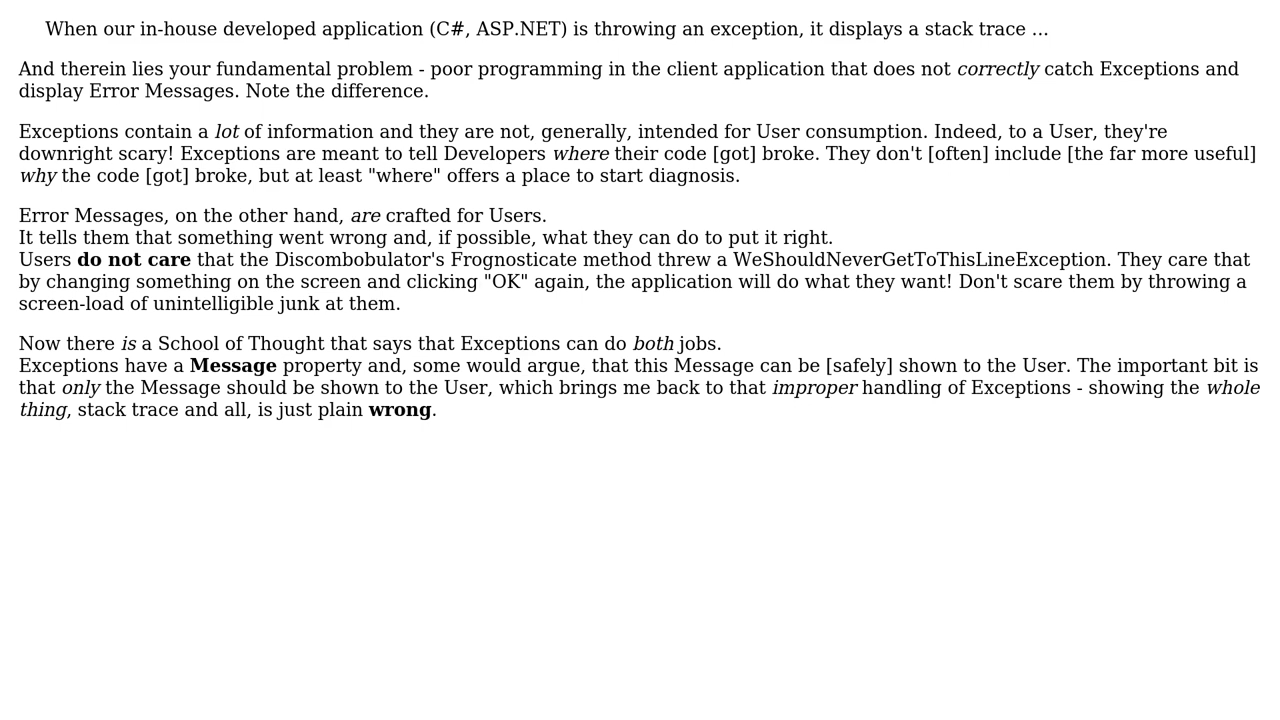 When our in-house developed application (C#, ASP.NET) is throwing an exception, it displays a stack trace ...
And therein lies your fundamental problem - poor programming in the client application that does not correctly catch Exceptions and
display Error Messages. Note the difference.
Exceptions contain a lot of information and they are not, generally, intended for User consumption. Indeed, to a User, they're
downright scary! Exceptions are meant to tell Developers where their code [got] broke. They don't [often] include [the far more useful]
why the code [got] broke, but at least "where" offers a place to start diagnosis.
Error Messages, on the other hand, are crafted for Users.
It tells them that something went wrong and, if possible, what they can do to put it right.
Users do not care that the Discombobulator's Frognosticate method threw a WeShouldNeverGetToThisLineException. They care that
by changing something on the screen and clicking "OK" again, the application will do what they want! Don't scare them by throwing a
screen-load of unintelligible junk at them.
Now there is a School of Thought that says that Exceptions can do both jobs.
Exceptions have a Message property and, some would argue, that this Message can be [safely] shown to the User. The important bit is
that only the Message should be shown to the User, which brings me back to that improper handling of Exceptions - showing the whole
thing, stack trace and all, is just plain wrong.